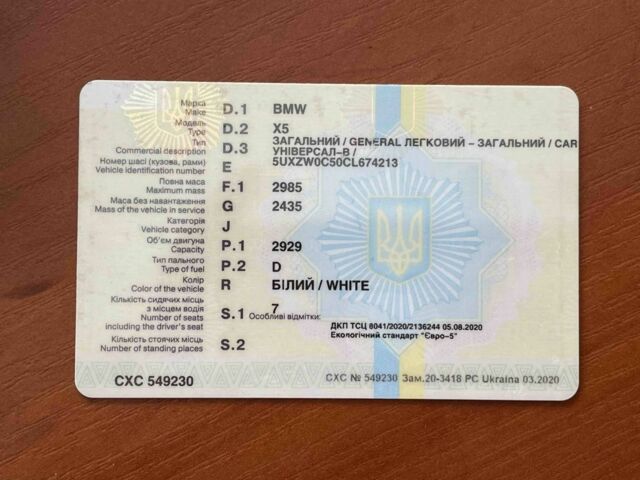 Марка
Make D.1 BMW
Модель
Type D.2 X5
Тип
Commercial description D.3 ЗАГАЛЬНИЙ / GENERAL ЛЕГКОВИЙ – ЗАГАЛЬНИЙ / CAR
УНІВЕРСАЛ-В /
Номер шасі (кузова, рами)
Vehicle identification number E 5UXZW0C50CL674213
Повна маса
Maximum mass F.1 2985
Маса без навантаження
Mass of the vehicle in service G 2435
Категорія
Vehicle category J
Об'єм двигуна
Capacity P.1 2929
Тип пального
Type of fuel P.2 D
Колір
Color of the vehicle R БІЛИЙ / WHITE
Кількість сидячих місць
з місцем водія
Number of seats
including the driver's seat S.1 7
Особливі відмітки:
ДКП ТСЦ 8041/2020/2136244 05.08.2020
Екологічний стандарт "Євро-5"
Кількість стоячих місць
Number of standing places S.2
СХС 549230
СХС № 549230 Зам.20-3418 РС Ukraina 03.2020